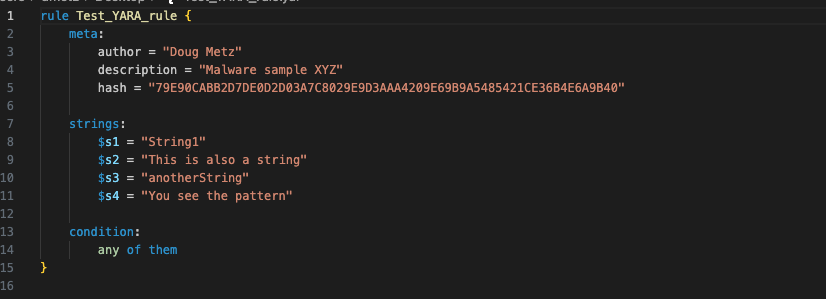 1 rule Test_YARA_rule {
2 meta:
3 author = "Doug Metz"
4 description = "Malware sample XYZ"
5 hash = "79E90CABB2D7DE0D2D03A7C8029E9D3AAA4209E69B9A5485421CE36B4E6A9B40"
6
7 strings:
8 $s1 = "String1"
9 $s2 = "This is also a string"
10 $s3 = "anotherString"
11 $s4 = "You see the pattern"
12
13 condition:
14 any of them
15 }
16